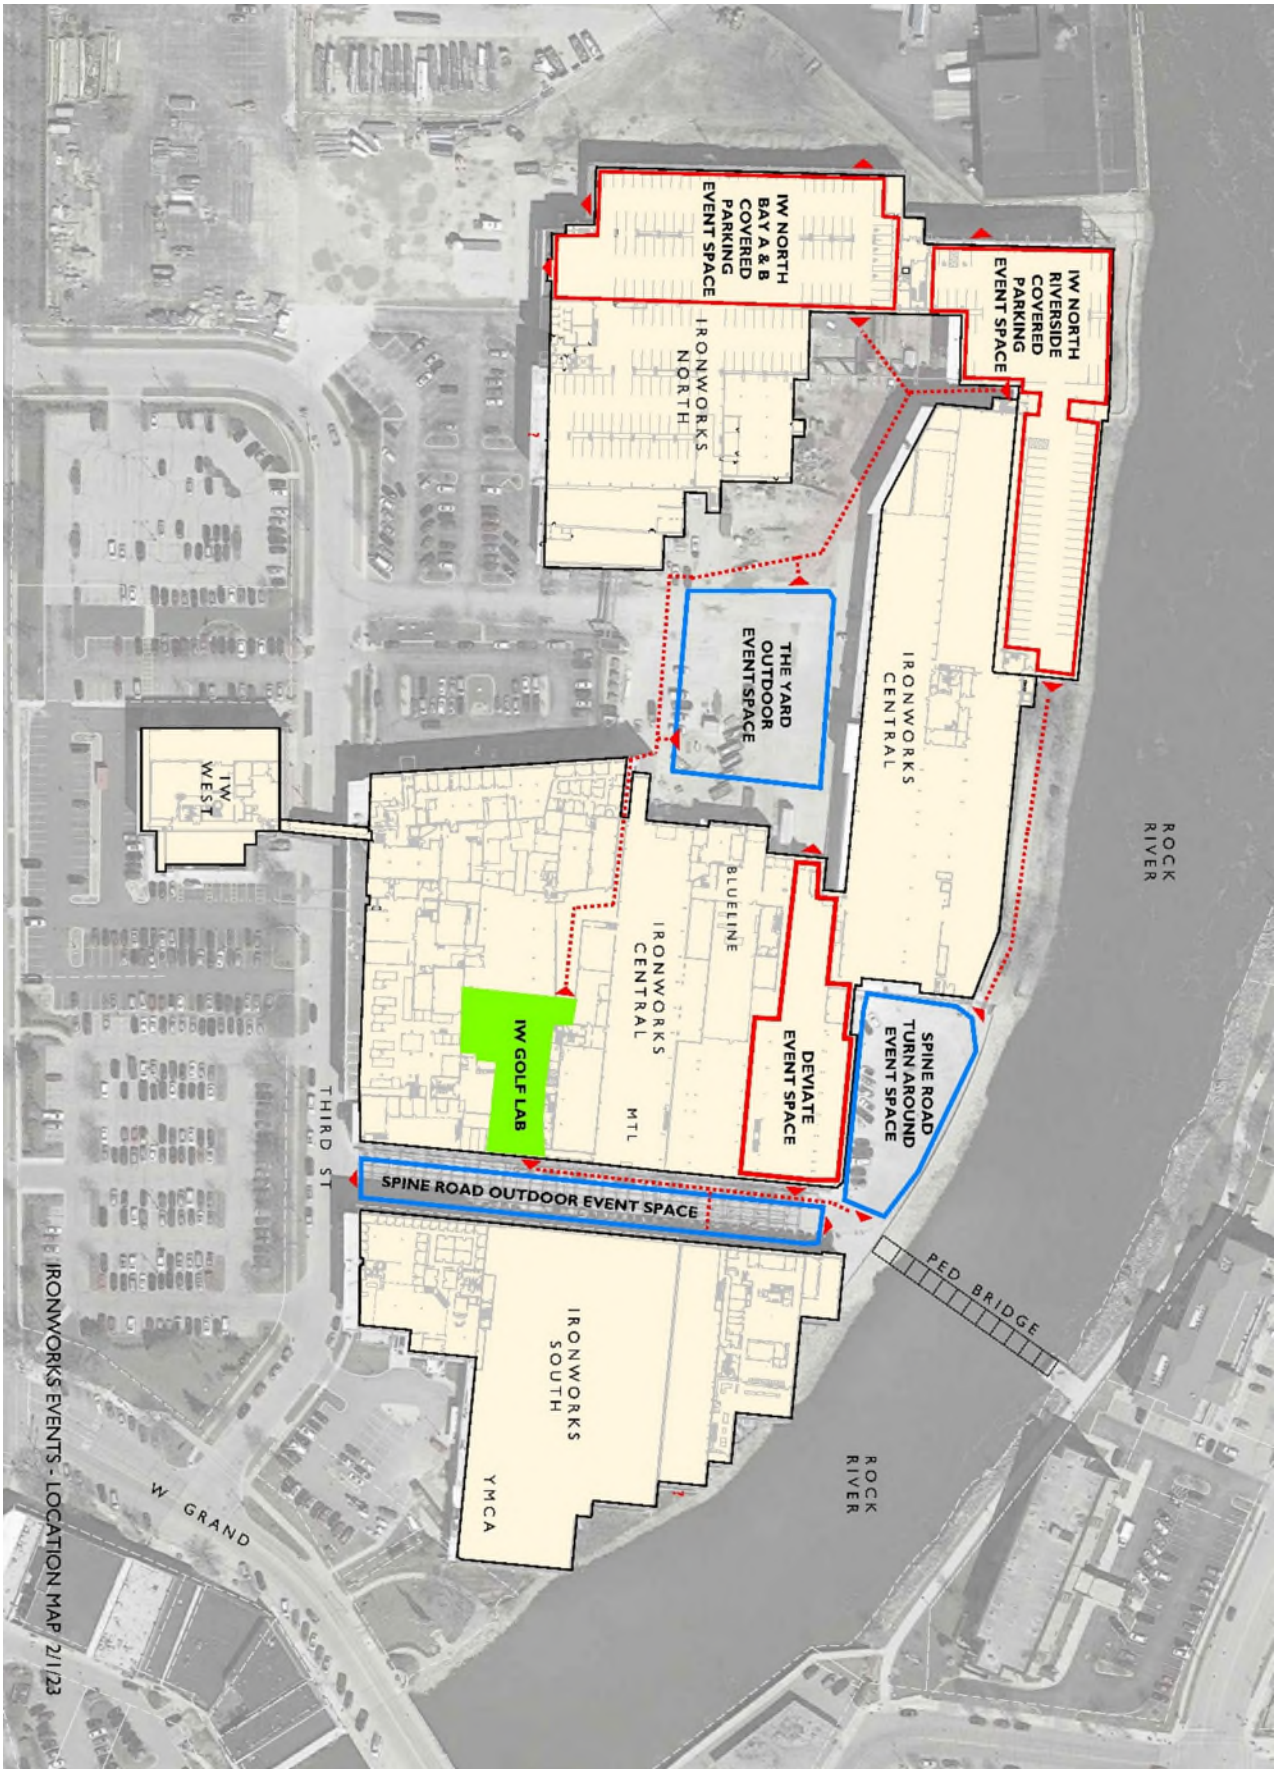 IW NORTH
BAY A & B
COVERED
PARKING
EVENT SPACE
IW NORTH
RIVERSIDE
COVERED
PARKING
EVENT SPACE
IRONWORKS
NORTH
THE YARD
OUTDOOR
EVENT SPACE
IRONWORKS
CENTRAL
ROCK
RIVER
IW
WEST
BLUELINE
IRONWORKS
CENTRAL
DEVIATE
EVENT SPACE
SPINE ROAD
TURN AROUND
EVENT SPACE
IW GOLF LAB
MTL
THIRD ST
SPINE ROAD OUTDOOR EVENT SPACE
PED BRIDGE
IRONWORKS
SOUTH
YMCA
ROCK
RIVER
W GRAND
IRONWORKS EVENTS - LOCATION MAP 2/1/23